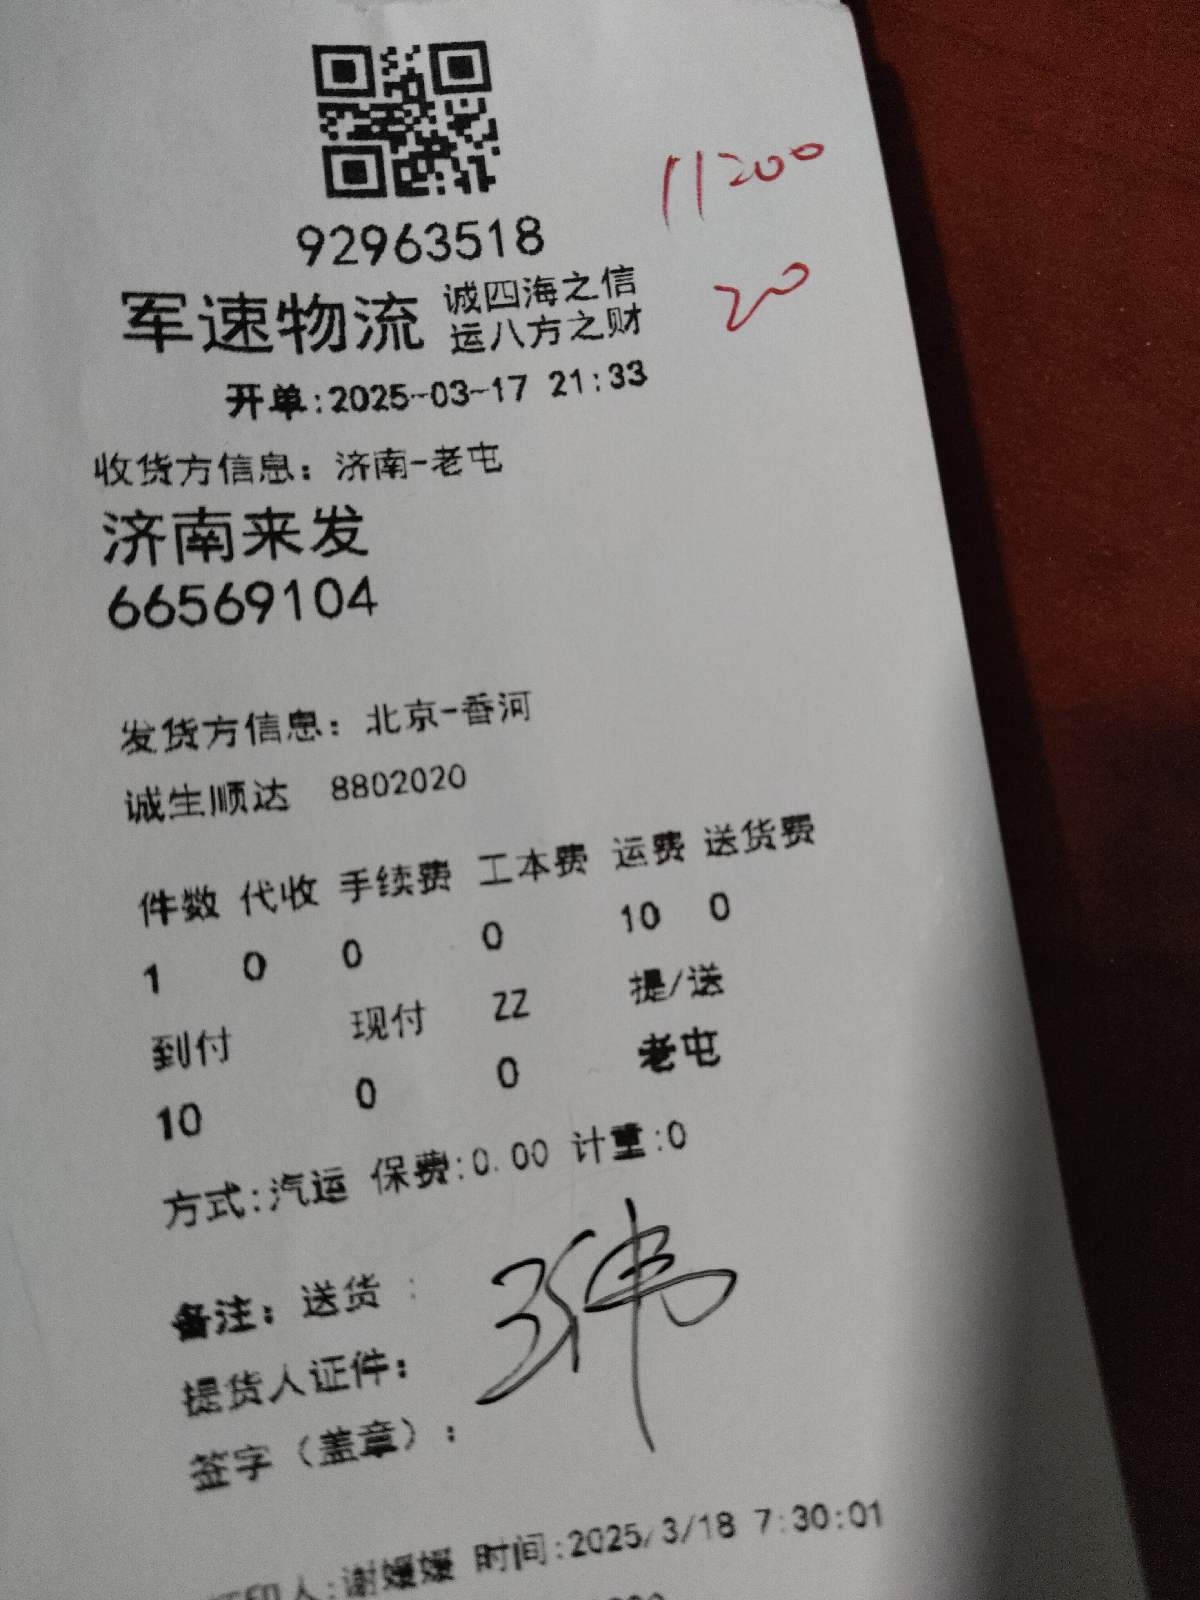 92963518
11200
军速物流 诚四海之信
运八方之财
20
开单:2025-03-17 21:33
收货方信息：济南-老屯
济南来发
66569104
发货方信息：北京-香河
诚生顺达 8802020
件数 代收 手续费 工本费 运费 送货费
1 0 0 0 10 0
到付 现付 ZZ 提/送
10 0 0 老屯
方式:汽运 保费:0.00 计重:0
备注：送货 :
提货人证件：
签字（盖章）：
打印人:谢媛媛 时间:2025/3/18 7:30:01